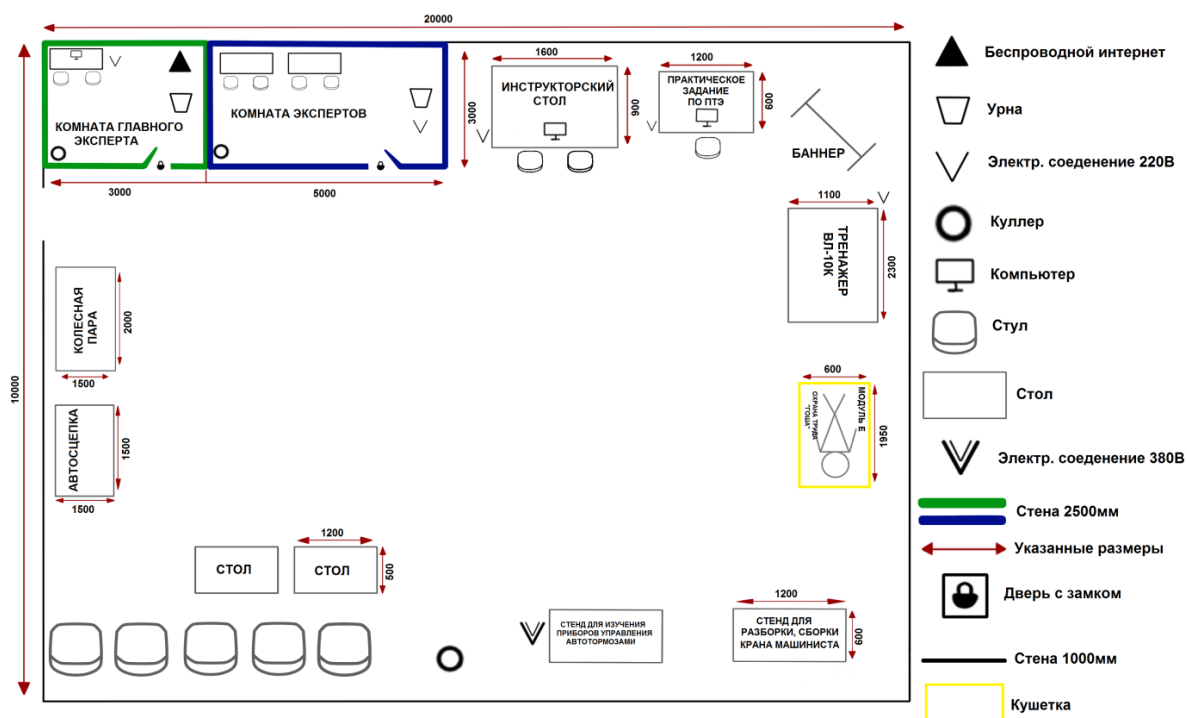 20000
10000
КОМНАТА ГЛАВНОГО
ЭКСПЕРТА
КОМНАТА ЭКСПЕРТОВ
3000
3000
5000
1600
ИНСТРУКТОРСКИЙ
СТОЛ
900
1200
ПРАКТИЧЕСКОЕ
ЗАДАНИЕ
ПО ПТЭ
600
БАННЕР
1100
ТРЕНАЖЕР
ВЛ-10К
2300
КОЛЕСНАЯ
ПАРА
2000
1500
АВТОСЦЕПКА
1500
1500
600
МОДУЛЬ Е
ОХРАНА ТРУДА
"ГОША"
1950
СТОЛ
1200
СТОЛ
500
СТЕНД ДЛЯ ИЗУЧЕНИЯ
ПРИБОРОВ УПРАВЛЕНИЯ
АВТОТОРМОЗАМИ
1200
СТЕНД ДЛЯ
РАЗБОРКИ, СБОРКИ
КРАНА МАШИНИСТА
600
Беспроводной интернет
Урна
Электр. соеденение 220В
Куллер
Компьютер
Стул
Стол
Электр. соеденение 380В
Стена 2500мм
Указанные размеры
Дверь с замком
Стена 1000мм
Кушетка